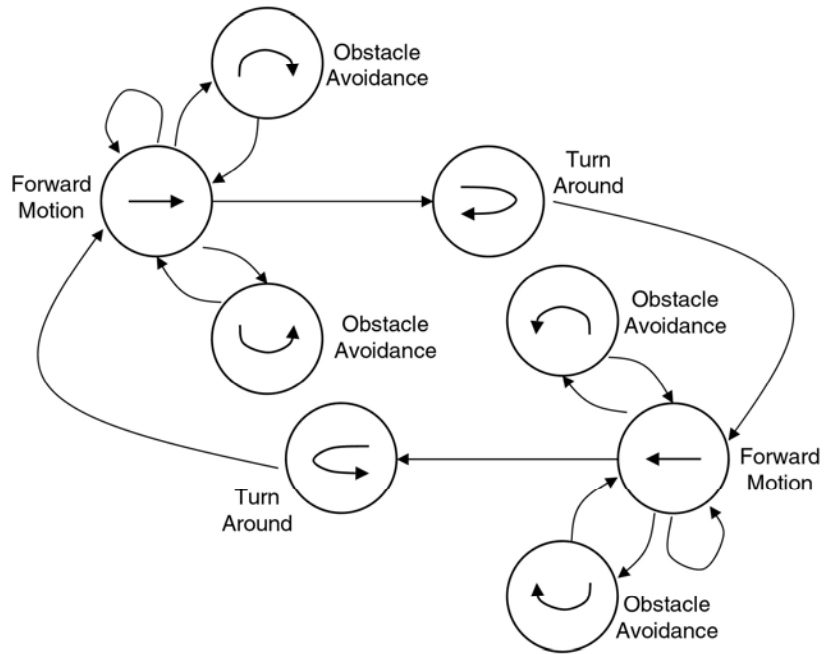 Obstacle
Avoidance
Turn
Around
Forward
Motion
Obstacle
Avoidance
Obstacle
Avoidance
Forward
Motion
Turn
Around
Obstacle
Avoidance